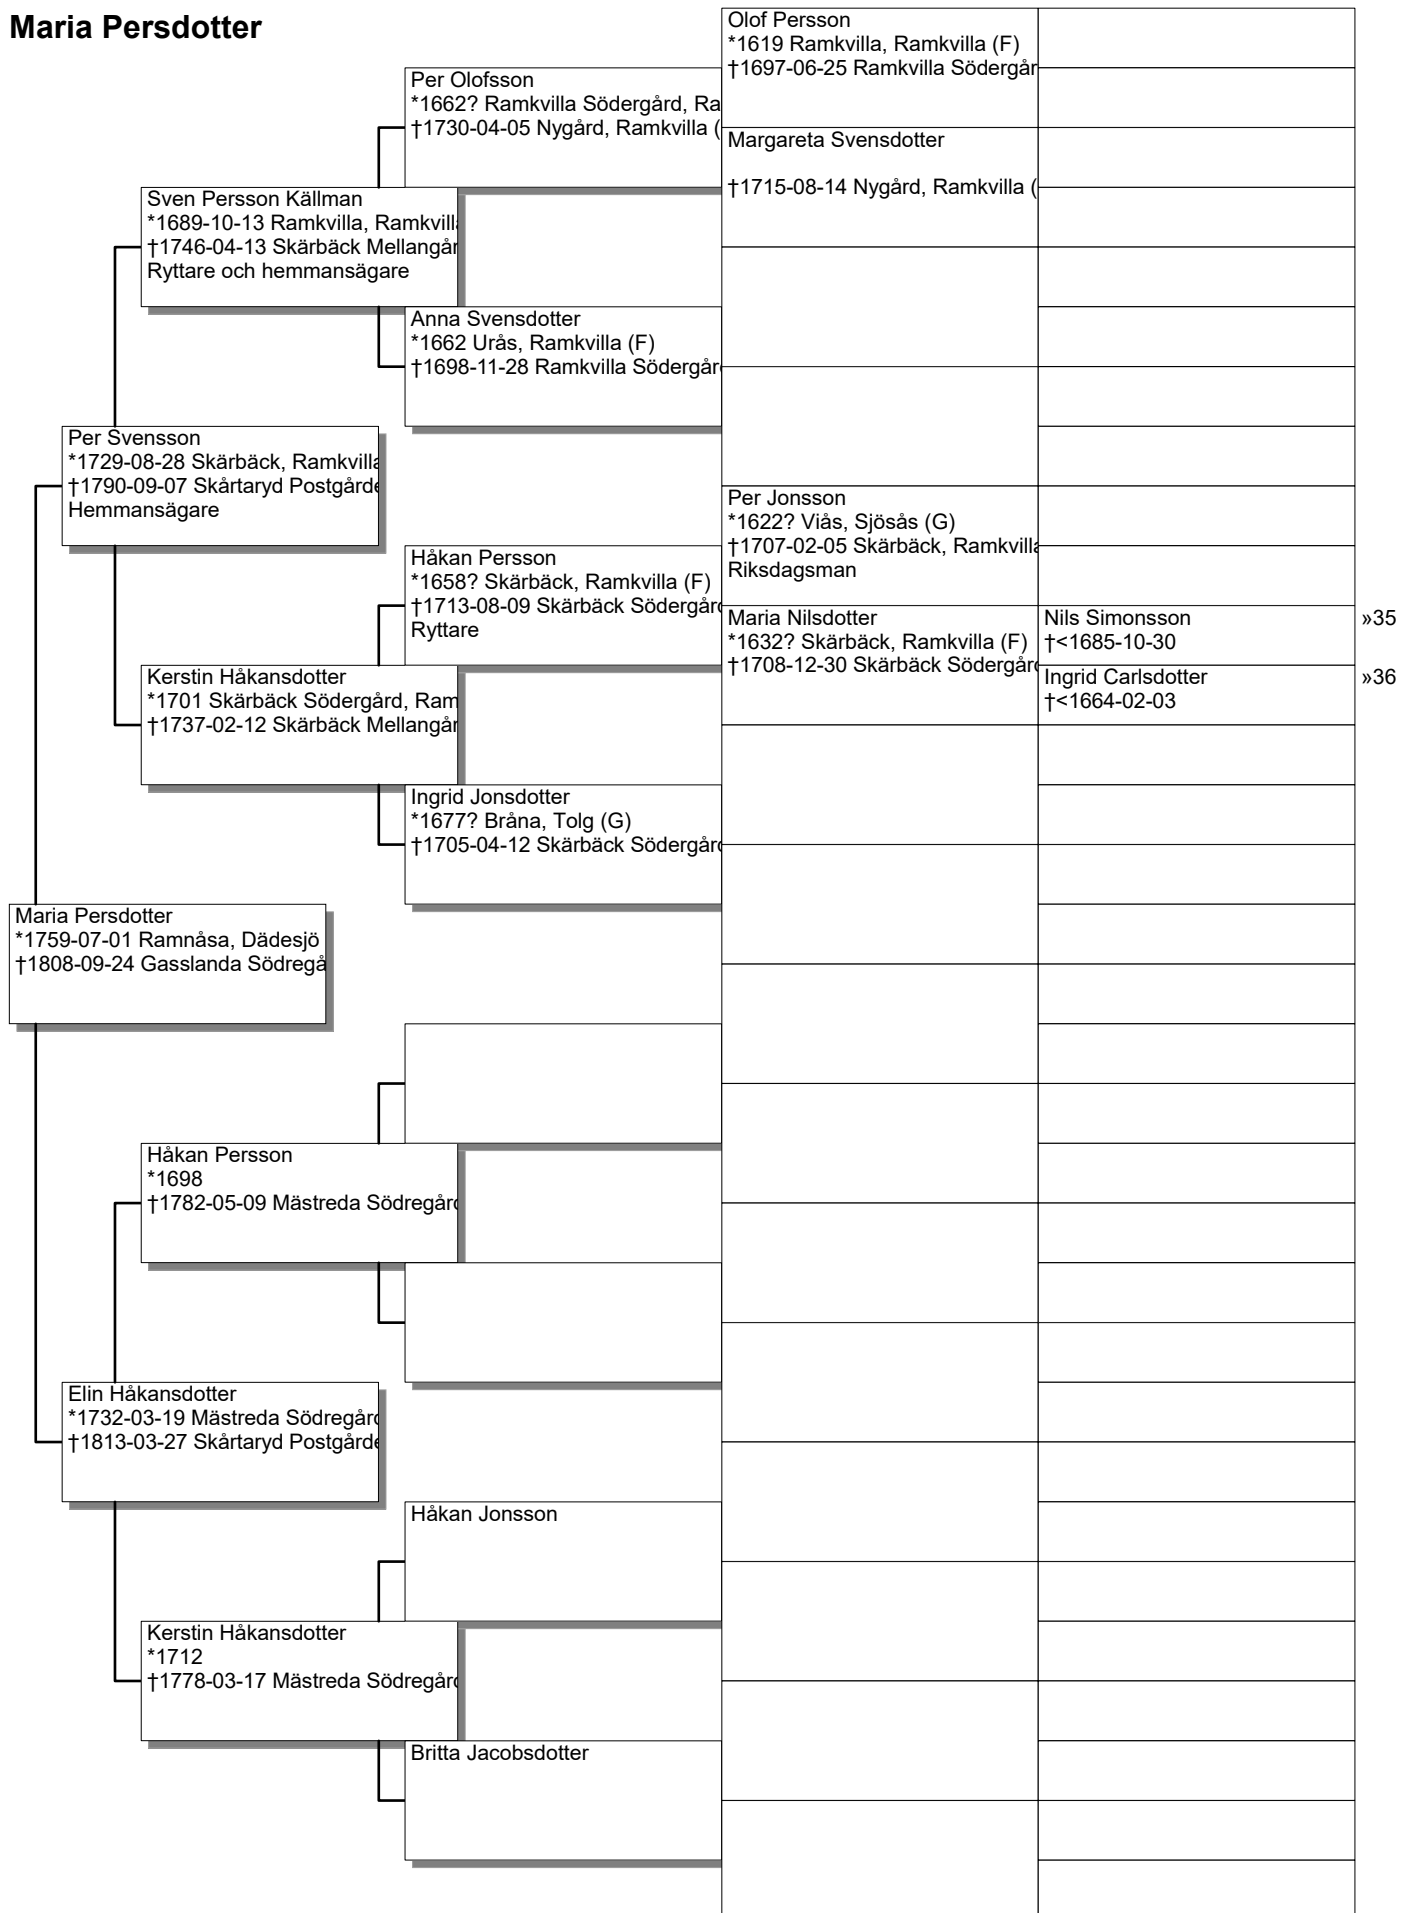 Maria Persdotter
Olof Persson
*1619 Ramkvilla, Ramkvilla (F)
†1697-06-25 Ramkvilla Södergår
Per Olofsson
*1662? Ramkvilla Södergård, Ra
†1730-04-05 Nygård, Ramkvilla (
Margareta Svensdotter
†1715-08-14 Nygård, Ramkvilla (
Sven Persson Källman
*1689-10-13 Ramkvilla, Ramkvilla
†1746-04-13 Skärbäck Mellangår
Ryttare och hemmansägare
Anna Svensdotter
*1662 Urås, Ramkvilla (F)
†1698-11-28 Ramkvilla Södergård
Per Svensson
*1729-08-28 Skärbäck, Ramkvilla
†1790-09-07 Skårtaryd Postgårde
Hemmansägare
Per Jonsson
*1622? Viås, Sjösås (G)
†1707-02-05 Skärbäck, Ramkvilla
Riksdagsman
Håkan Persson
*1658? Skärbäck, Ramkvilla (F)
†1713-08-09 Skärbäck Södergård
Ryttare
Maria Nilsdotter
*1632? Skärbäck, Ramkvilla (F)
†1708-12-30 Skärbäck Södergård
Nils Simonsson
†<1685-10-30
»35
Ingrid Carlsdotter
†<1664-02-03
»36
Kerstin Håkansdotter
*1701 Skärbäck Södergård, Ram
†1737-02-12 Skärbäck Mellangår
Ingrid Jonsdotter
*1677? Bråna, Tolg (G)
†1705-04-12 Skärbäck Södergård
Maria Persdotter
*1759-07-01 Ramnåsa, Dädesjö
†1808-09-24 Gasslanda Södregå
Håkan Persson
*1698
†1782-05-09 Mästreda Södregård
Elin Håkansdotter
*1732-03-19 Mästreda Södregård
†1813-03-27 Skårtaryd Postgårde
Håkan Jonsson
Kerstin Håkansdotter
*1712
†1778-03-17 Mästreda Södregård
Britta Jacobsdotter